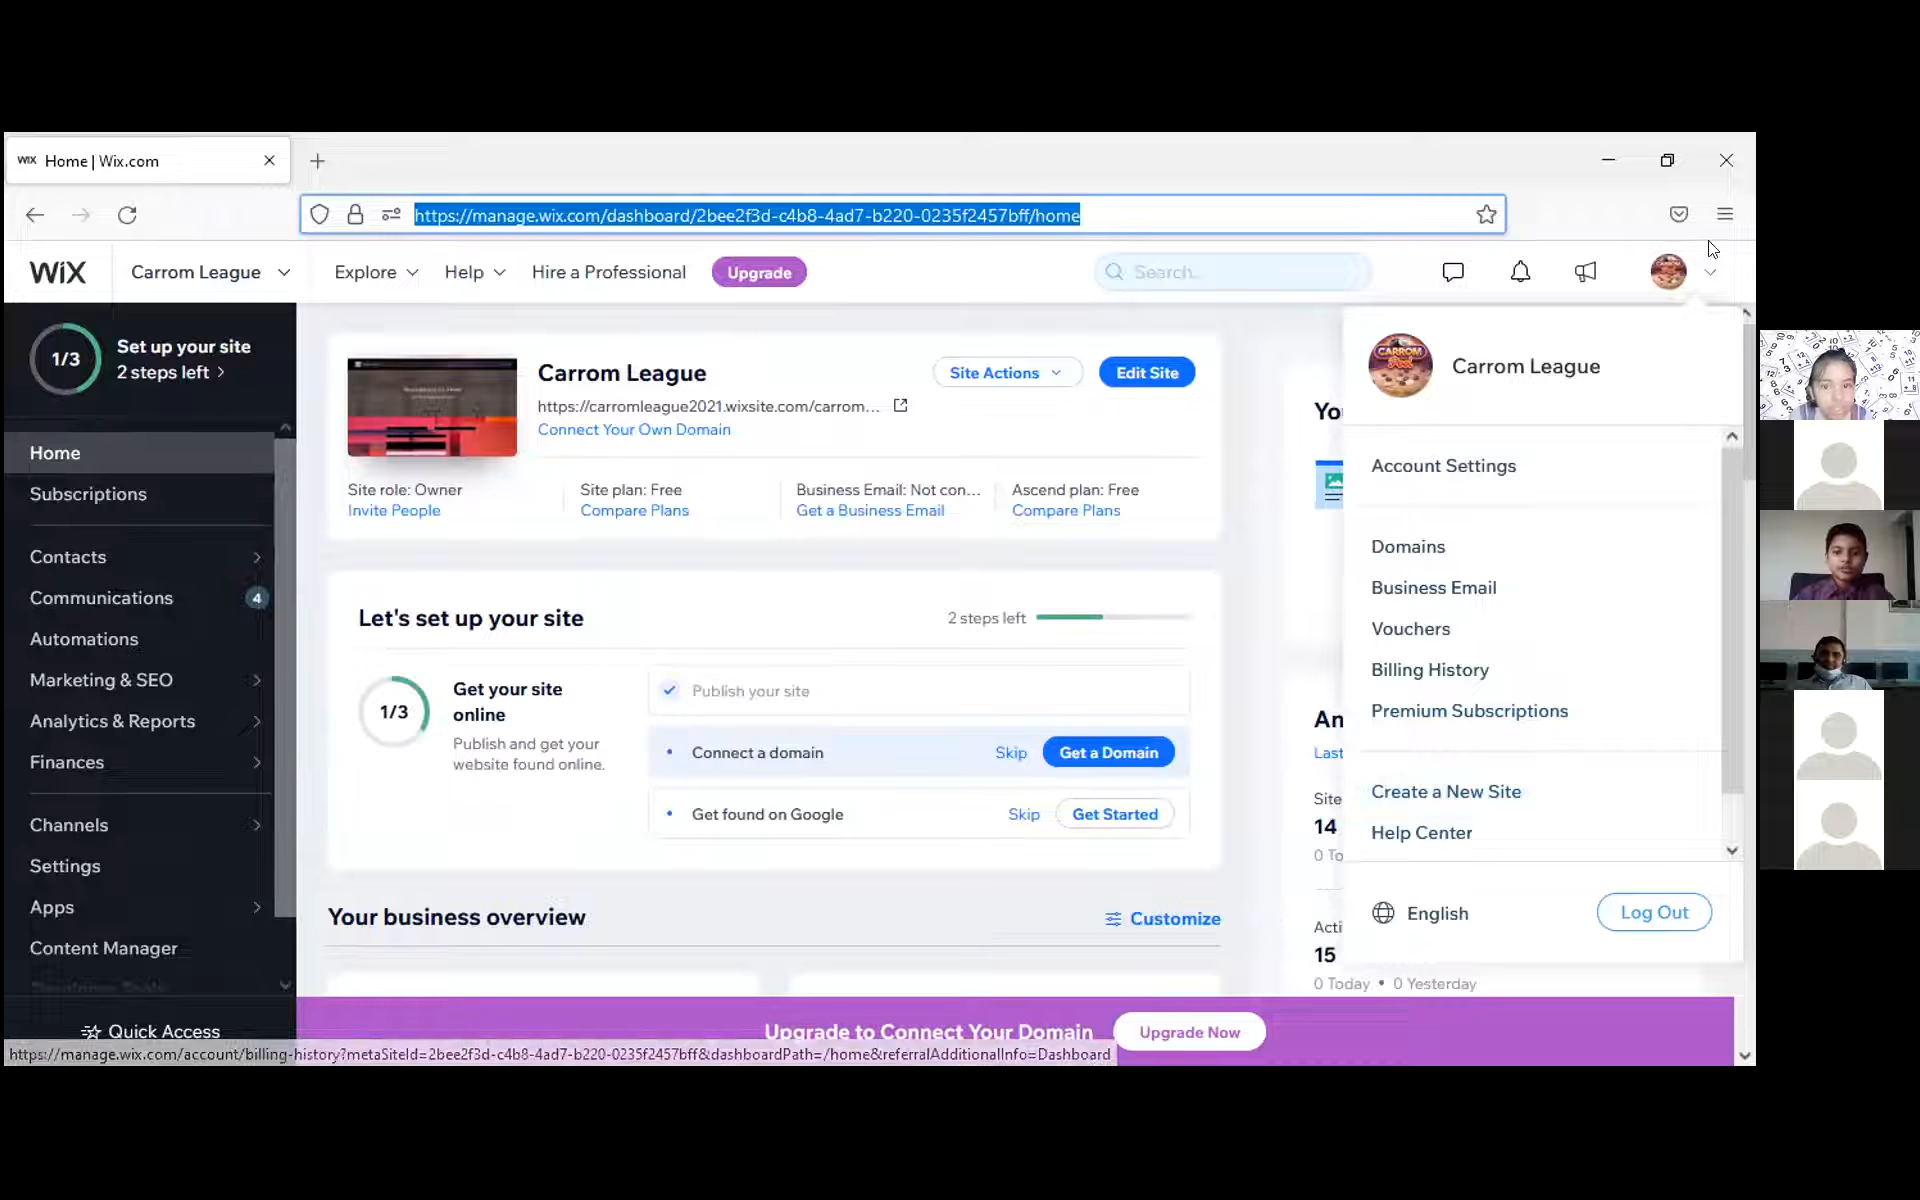 WIX Home | Wix.com
https://manage.wix.com/dashboard/2bee2f3d-c4b8-4ad7-b220-0235f2457bff/home
WiX Carrom League Explore Help Hire a Professional Upgrade Search...
1/3 Set up your site
2 steps left
Home
Subscriptions
Contacts
Communications 4
Automations
Marketing & SEO
Analytics & Reports
Finances
Channels
Settings
Apps
Content Manager
Quick Access
Carrom League
Site Actions Edit Site
https://carromleague2021.wixsite.com/carrom...
Connect Your Own Domain
Site role: Owner Site plan: Free Business Email: Not con... Ascend plan: Free
Invite People Compare Plans Get a Business Email Compare Plans
Let's set up your site 2 steps left
1/3 Get your site
online
Publish and get your
website found online.
Publish your site
Connect a domain Skip Get a Domain
Get found on Google Skip Get Started
Your business overview Customize
Yo
An
Last
Site
14
0 To
Acti
15
0 Today • 0 Yesterday
CARROM
Pool
Carrom League
Account Settings
Domains
Business Email
Vouchers
Billing History
Premium Subscriptions
Create a New Site
Help Center
English Log Out
Upgrade to Connect Your Domain Upgrade Now
https://manage.wix.com/account/billing-history?metaSiteId=2bee2f3d-c4b8-4ad7-b220-0235f2457bff&dashboardPath=/home&referralAdditionalInfo=Dashboard